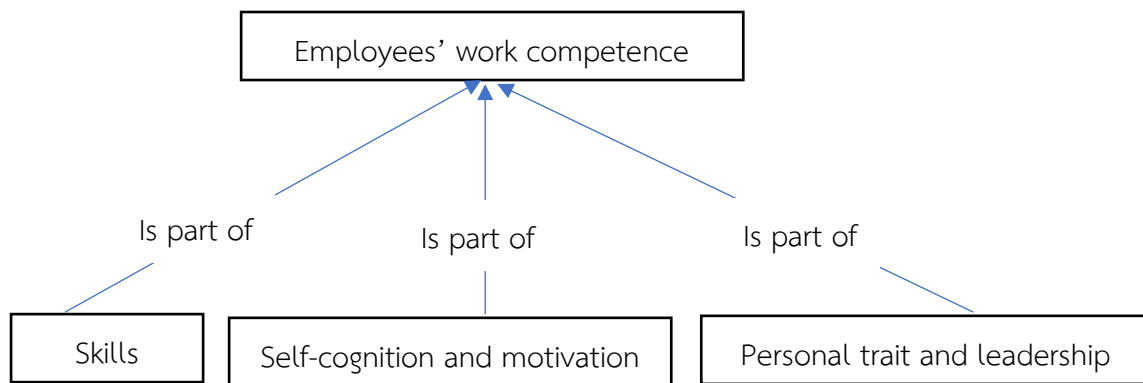 Employees’ work competence
Is part of
Is part of
Is part of
Skills
Self-cognition and motivation
Personal trait and leadership